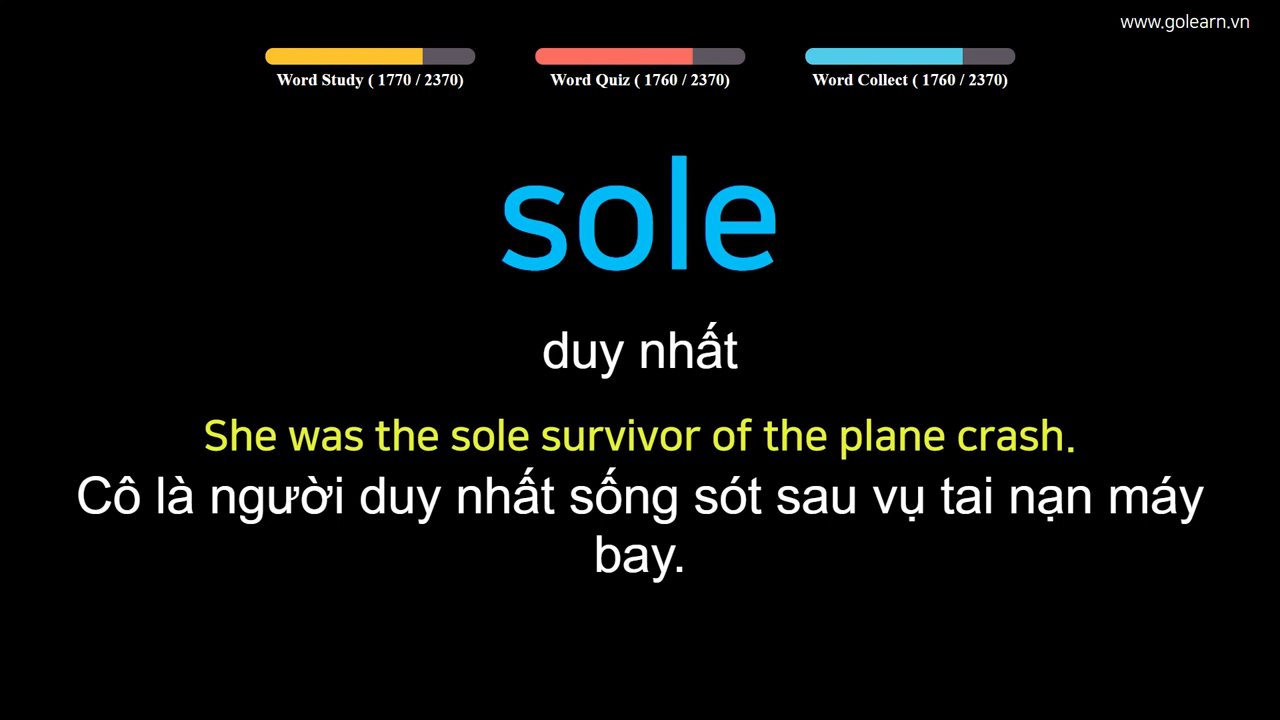 www.golearn.vn
Word Study ( 1770 / 2370)
Word Quiz ( 1760 / 2370)
Word Collect ( 1760 / 2370)
sole
duy nhất
She was the sole survivor of the plane crash.
Cô là người duy nhất sống sót sau vụ tai nạn máy
bay.